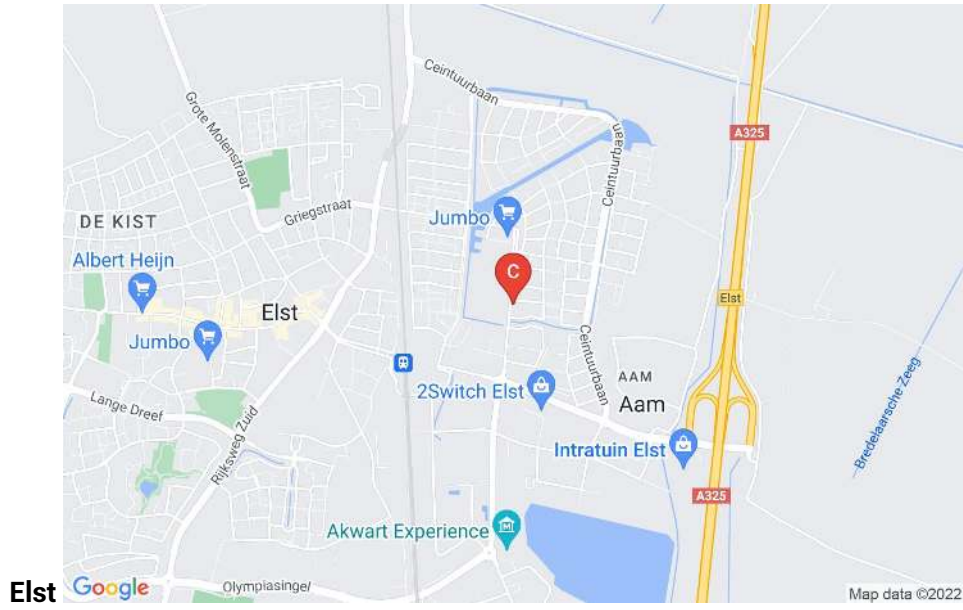 Ceintuurbaan
A325
Grote Molenstraat
Ceintuurbaan
Griegstraat
Jumbo
DE KIST
Albert Heijn
C
Elst
Elst
Jumbo
Ceintuurbaan
AAM
2Switch Elst
Aam
Lange Dreef
Bredelaarsche Zeeg
Rijksweg Zuid
Intratuin Elst
A325
Akwart Experience
M
Elst
Google
Olympiasingel
Map data ©2022